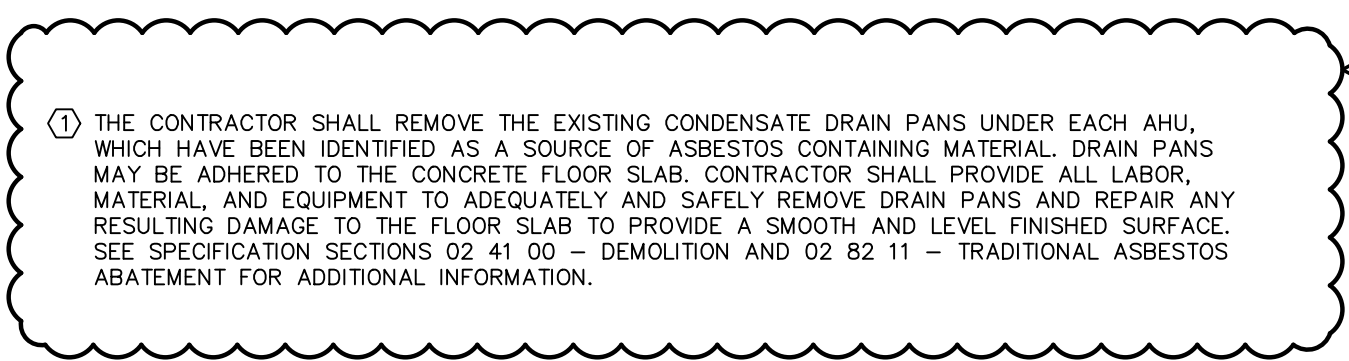 1 THE CONTRACTOR SHALL REMOVE THE EXISTING CONDENSATE DRAIN PANS UNDER EACH AHU,
WHICH HAVE BEEN IDENTIFIED AS A SOURCE OF ASBESTOS CONTAINING MATERIAL. DRAIN PANS
MAY BE ADHERED TO THE CONCRETE FLOOR SLAB. CONTRACTOR SHALL PROVIDE ALL LABOR,
MATERIAL, AND EQUIPMENT TO ADEQUATELY AND SAFELY REMOVE DRAIN PANS AND REPAIR ANY
RESULTING DAMAGE TO THE FLOOR SLAB TO PROVIDE A SMOOTH AND LEVEL FINISHED SURFACE.
SEE SPECIFICATION SECTIONS 02 41 00 – DEMOLITION AND 02 82 11 – TRADITIONAL ASBESTOS
ABATEMENT FOR ADDITIONAL INFORMATION.